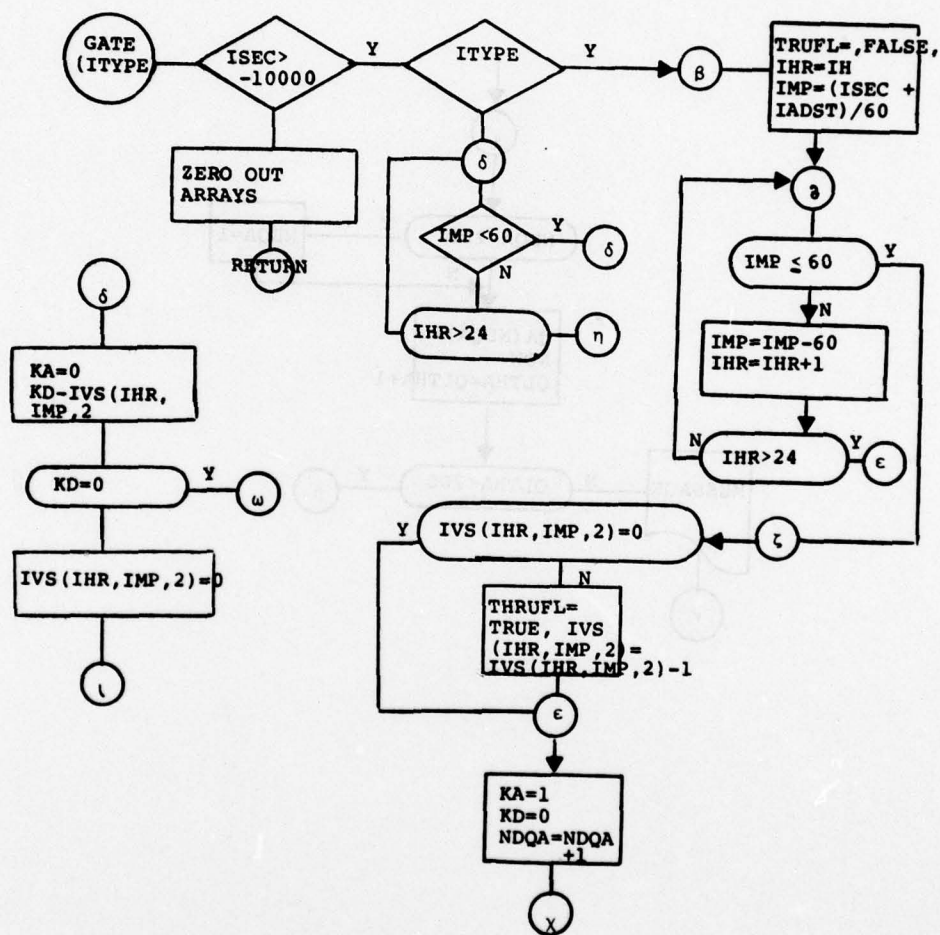 GATE
(ITYPE
ISEC>
-10000
Y
ITYPE
Y
β
TRUFL=,FALSE,
IHR=IH
IMP=(ISEC +
IADST)/60
ZERO OUT
ARRAYS
RETURN
δ
IMP <60
Y
δ
N
IHR>24
η
∂
IMP ≤ 60
Y
N
IMP=IMP-60
IHR=IHR+1
N
IHR>24
Y
ε
δ
KA=0
KD-IVS(IHR,
IMP,2
KD=0
Y
ω
IVS(IHR,IMP,2)=0
ι
Y
IVS(IHR,IMP,2)=0
ζ
N
THRUFL=
TRUE, IVS
(IHR,IMP,2)=
IVS(IHR,IMP,2)-1
ε
KA=1
KD=0
NDQA=NDQA
+1
χ